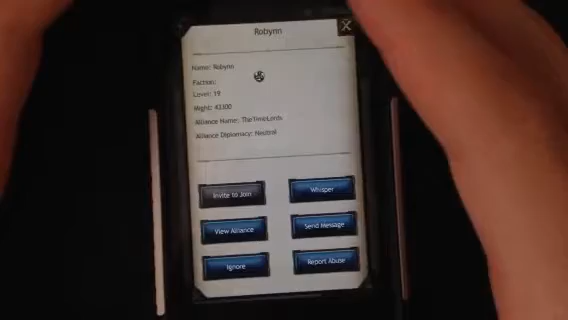 Robynn
X
Name: Robynn
Faction:
Level: 19
Might: 43300
Alliance Name: TheTimeLords
Alliance Diplomacy: Neutral
Invite to Join
Whisper
View Alliance
Send Message
Ignore
Report Abuse